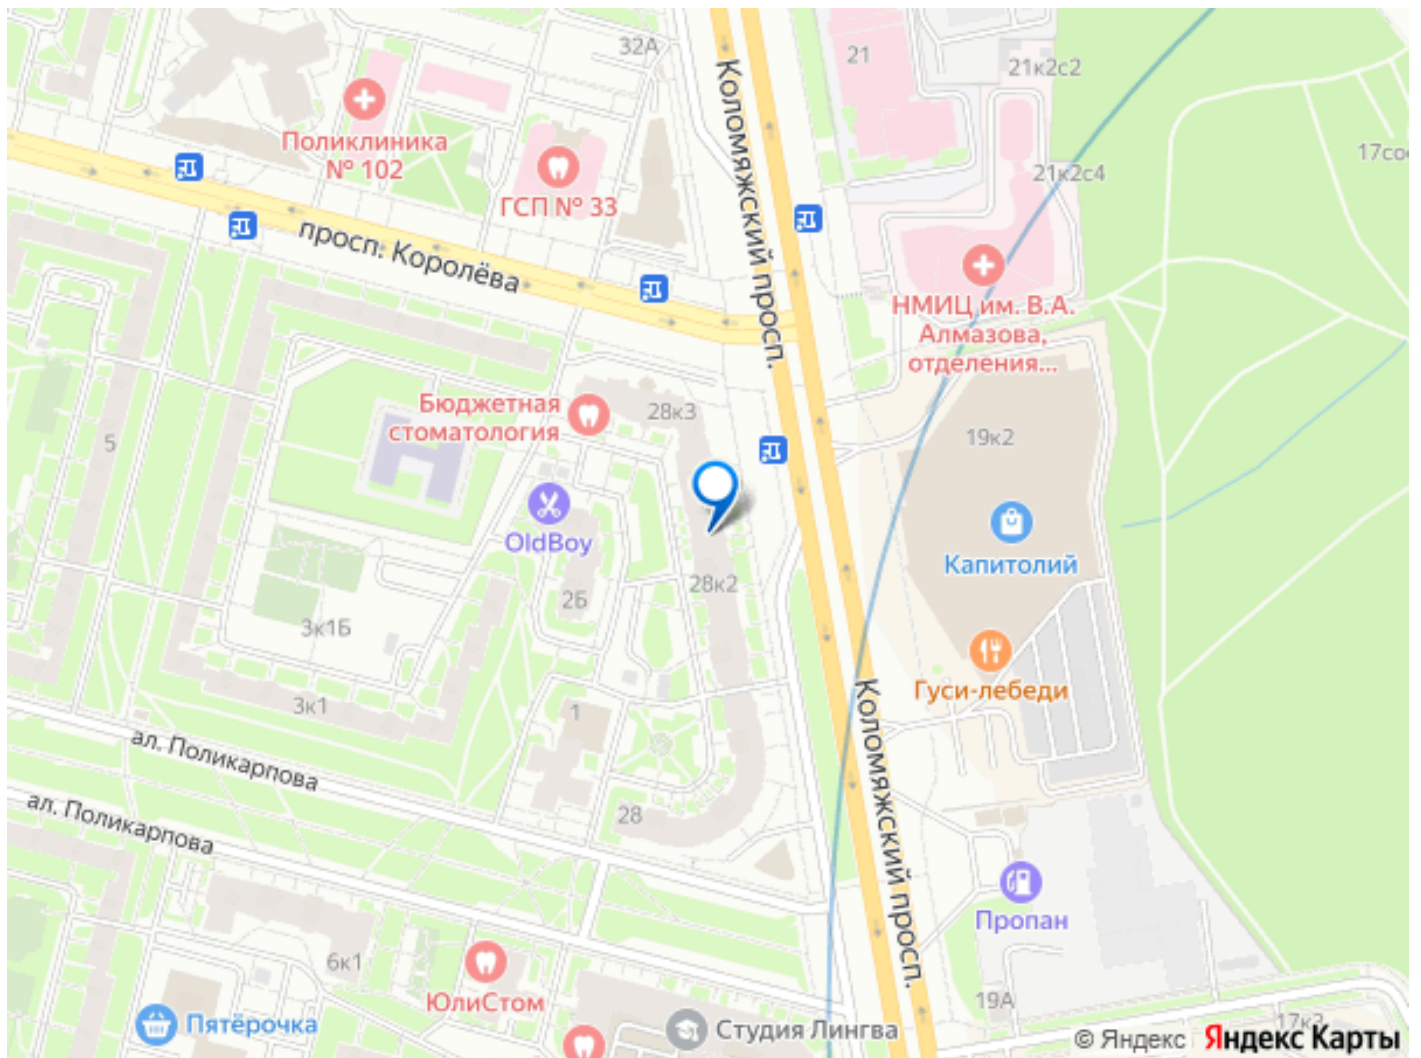 32А
21
21к2с2
Поликлиника
№ 102
ГСП № 33
Коломяжский просп.
21к2с4
просп. Королёва
НМИЦ им. В.А.
Алмазова,
отделения...
Бюджетная
стоматология
28к3
5
19к2
OldBoy
Капитолий
28к2
2Б
3к1Б
Гуси-лебеди
3к1
1
ал. Поликарпова
Коломяжский просп.
ал. Поликарпова
28
Пропан
6к1
ЮлиСтом
19А
Пятёрочка
Студия Лингва
© Яндекс Яндекс Карты